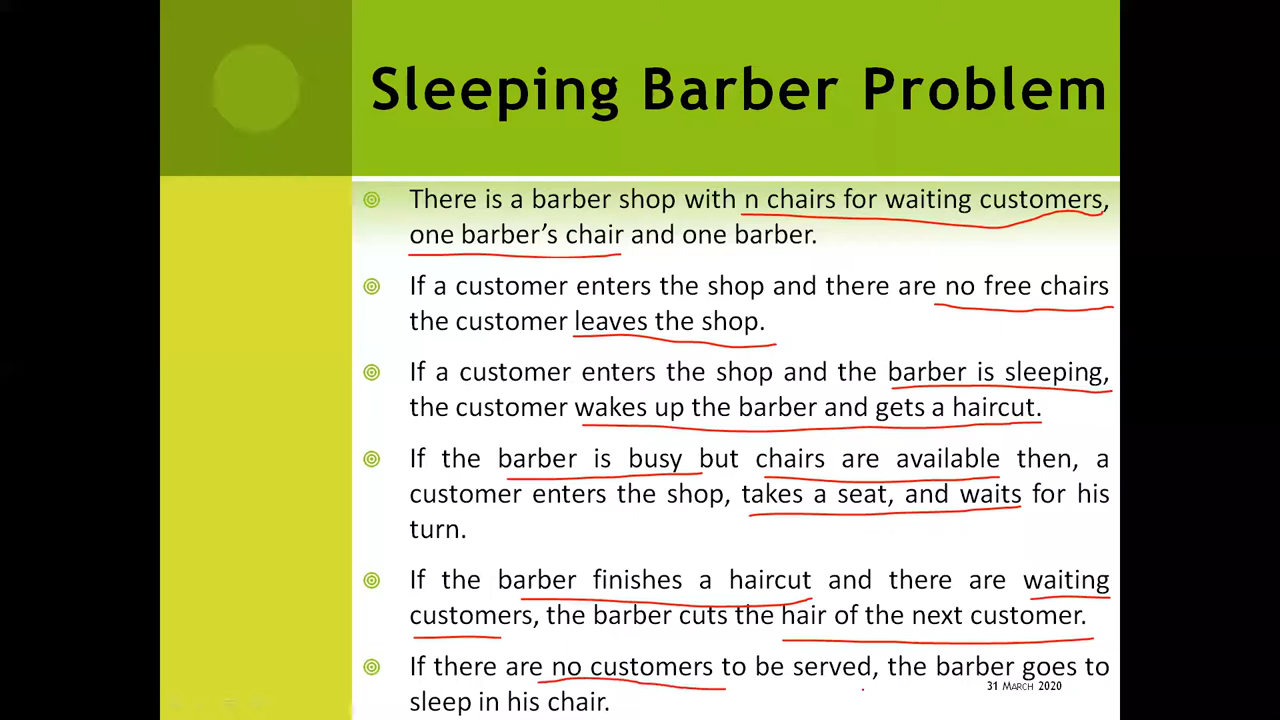 Sleeping Barber Problem
There is a barber shop with n chairs for waiting customers,
one barber's chair and one barber.
If a customer enters the shop and there are no free chairs
the customer leaves the shop.
If a customer enters the shop and the barber is sleeping,
the customer wakes up the barber and gets a haircut.
If the barber is busy but chairs are available then, a
customer enters the shop, takes a seat, and waits for his
turn.
If the barber finishes a haircut and there are waiting
customers, the barber cuts the hair of the next customer.
If there are no customers to be served, the barber goes to
sleep in his chair.
31 March 2020